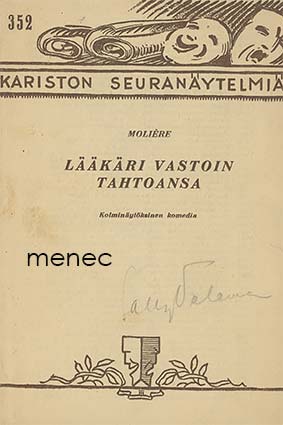 352
KARISTON SEURANÄYTELMIÄ
MOLIÈRE
LÄÄKÄRI VASTOIN
TAHTOANSA
Kolminäytöksinen komedia
menec